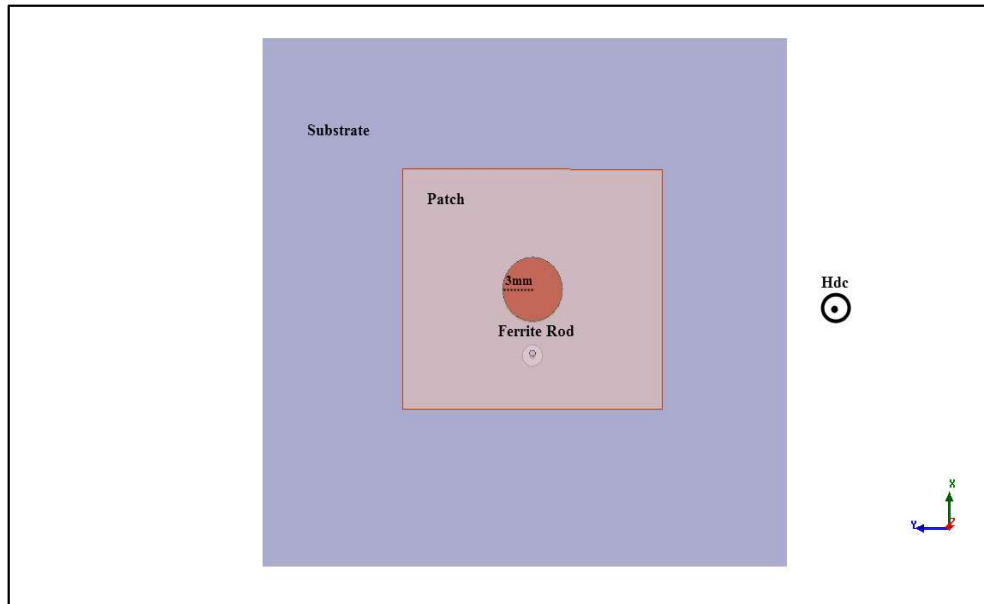 Substrate
Patch
3mm
Hdc
Ferrite Rod
X
Y
Z